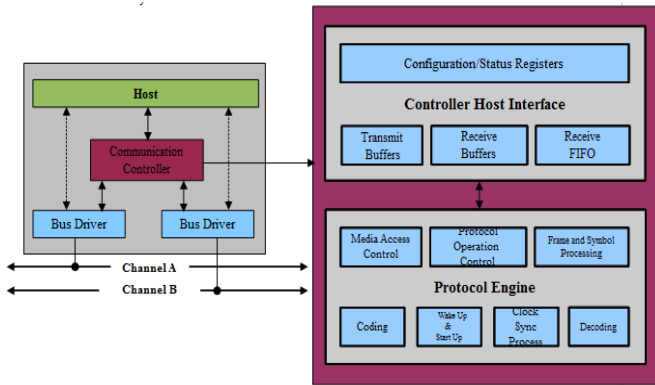 Host
Communication
Controller
Bus Driver
Bus Driver
Channel A
Channel B
Configuration/Status Registers
Controller Host Interface
Transmit
Buffers
Receive
Buffers
Receive
FIFO
Media Access
Control
Protocol
Operation
Control
Frame and Symbol
Processing
Protocol Engine
Coding
Wake Up
&
Start Up
Clock
Sync
Process
Decoding